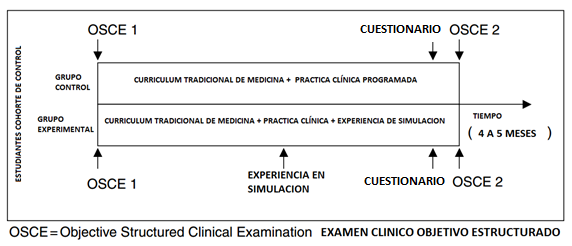 OSCE 1
CUESTIONARIO
OSCE 2
ESTUDIANTES COHORTE DE CONTROL
GRUPO
CONTROL
CURRICULUM TRADICIONAL DE MEDICINA + PRACTICA CLÍNICA PROGRAMADA
GRUPO
EXPERIMENTAL
CURRICULUM TRADICIONAL DE MEDICINA + PRACTICA CLÍNICA + EXPERIENCIA DE SIMULACION
TIEMPO
( 4 A 5 MESES )
OSCE 1
EXPERIENCIA EN
SIMULACION
CUESTIONARIO
OSCE 2
OSCE = Objective Structured Clinical Examination EXAMEN CLINICO OBJETIVO ESTRUCTURADO